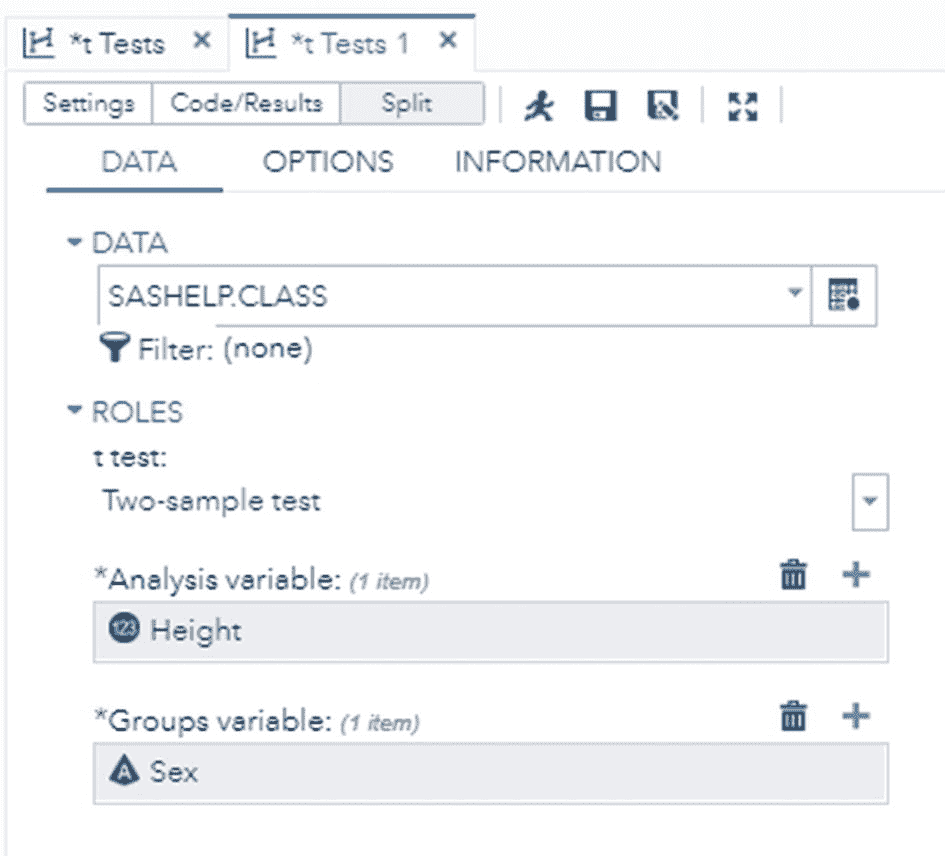 *t Tests × *t Tests 1 ×
Settings Code/Results Split
DATA OPTIONS INFORMATION
DATA
SASHELP.CLASS
Filter: (none)
ROLES
t test:
Two-sample test
*Analysis variable: (1 item)
123 Height
*Groups variable: (1 item)
A Sex